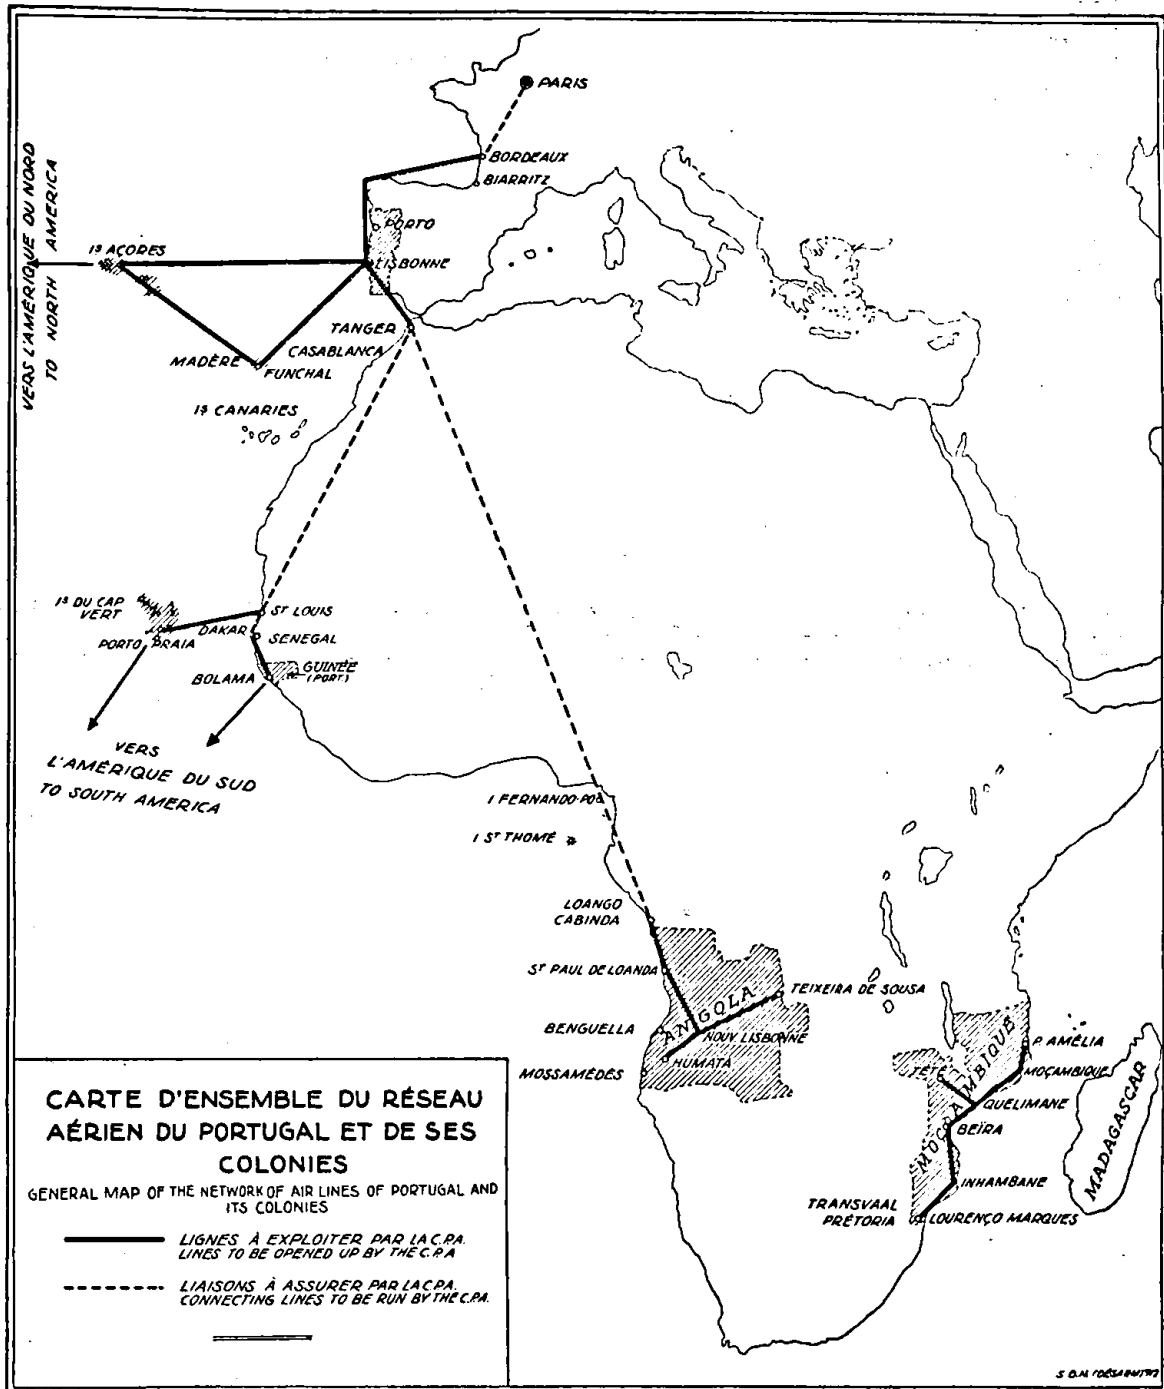 PARIS
BORDEAUX
BIARRITZ
VERS L'AMÉRIQUE DU NORD
TO NORTH AMERICA
Is AÇORES
PORTO
LISBONNE
TANGER
CASABLANCA
MADÈRE
FUNCHAL
Is CANARIES
Is DU CAP
VERT
PORTO PRAIA
ST LOUIS
DAKAR
SENEGAL
BOLAMA
GUINÉE
(PORT.)
VERS
L'AMÉRIQUE DU SUD
TO SOUTH AMERICA
I FERNANDO-PO
I ST THOMÉ
LOANGO
CABINDA
ST PAUL DE LOANDA
ANGOLA
TEIXEIRA DE SOUSA
BENGUELLA
NOUV LISBONNE
HUMATA
MOSSAMÉDÈS
P. AMÉLIA
MOÇAMBIQUE
TÉTÉ
MOÇAMBIQUE
QUELIMANE
BEÏRA
INHAMBANE
TRANSVAAL
PRÉTORIA
LOURENÇO MARQUES
MADAGASCAR
CARTE D'ENSEMBLE DU RÉSEAU
AÉRIEN DU PORTUGAL ET DE SES
COLONIES
GENERAL MAP OF THE NETWORK OF AIR LINES OF PORTUGAL AND
ITS COLONIES
LIGNES À EXPLOITER PAR LA C.P.A.
LINES TO BE OPENED UP BY THE C.P.A
LIAISONS À ASSURER PAR LA C.P.A.
CONNECTING LINES TO BE RUN BY THE C.P.A.